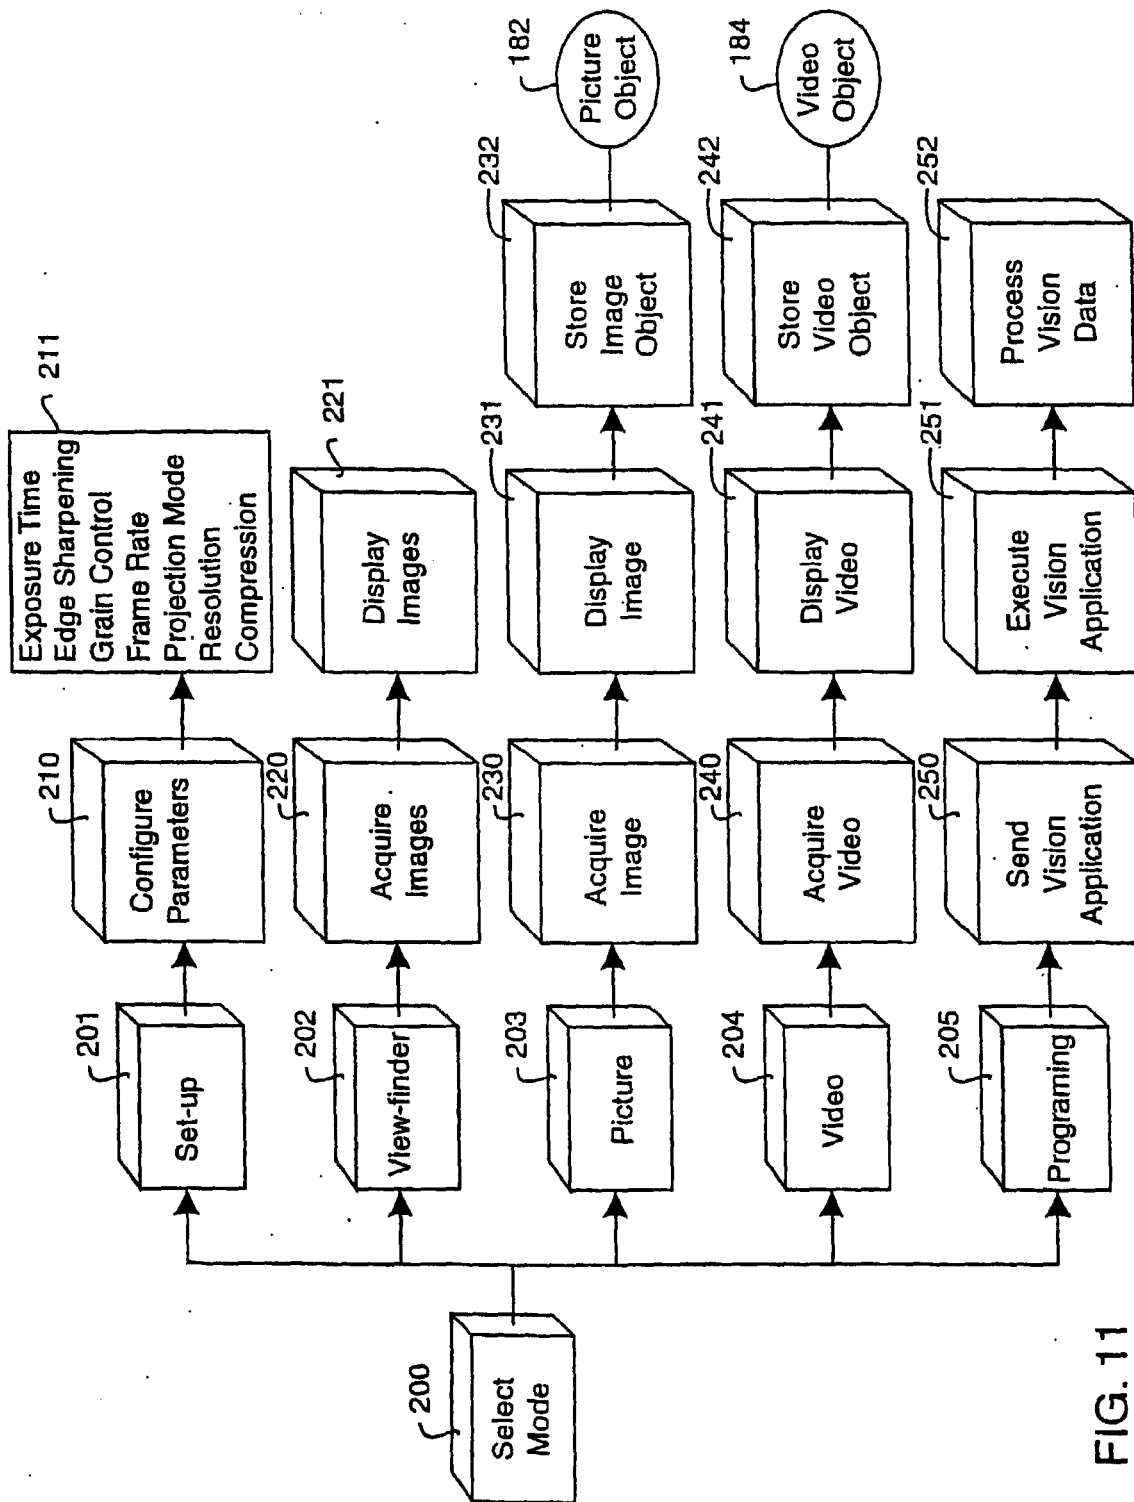 200
Select
Mode
201
Set-up
210
Configure
Parameters
211
Exposure Time
Edge Sharpening
Grain Control
Frame Rate
Projection Mode
Resolution
Compression
202
View-finder
220
Acquire
Images
221
Display
Images
203
Picture
230
Acquire
Image
231
Display
Image
232
Store
Image
Object
182
Picture
Object
204
Video
240
Acquire
Video
241
Display
Video
242
Store
Video
Object
184
Video
Object
205
Programing
250
Send
Vision
Application
251
Execute
Vision
Application
252
Process
Vision
Data
FIG. 11